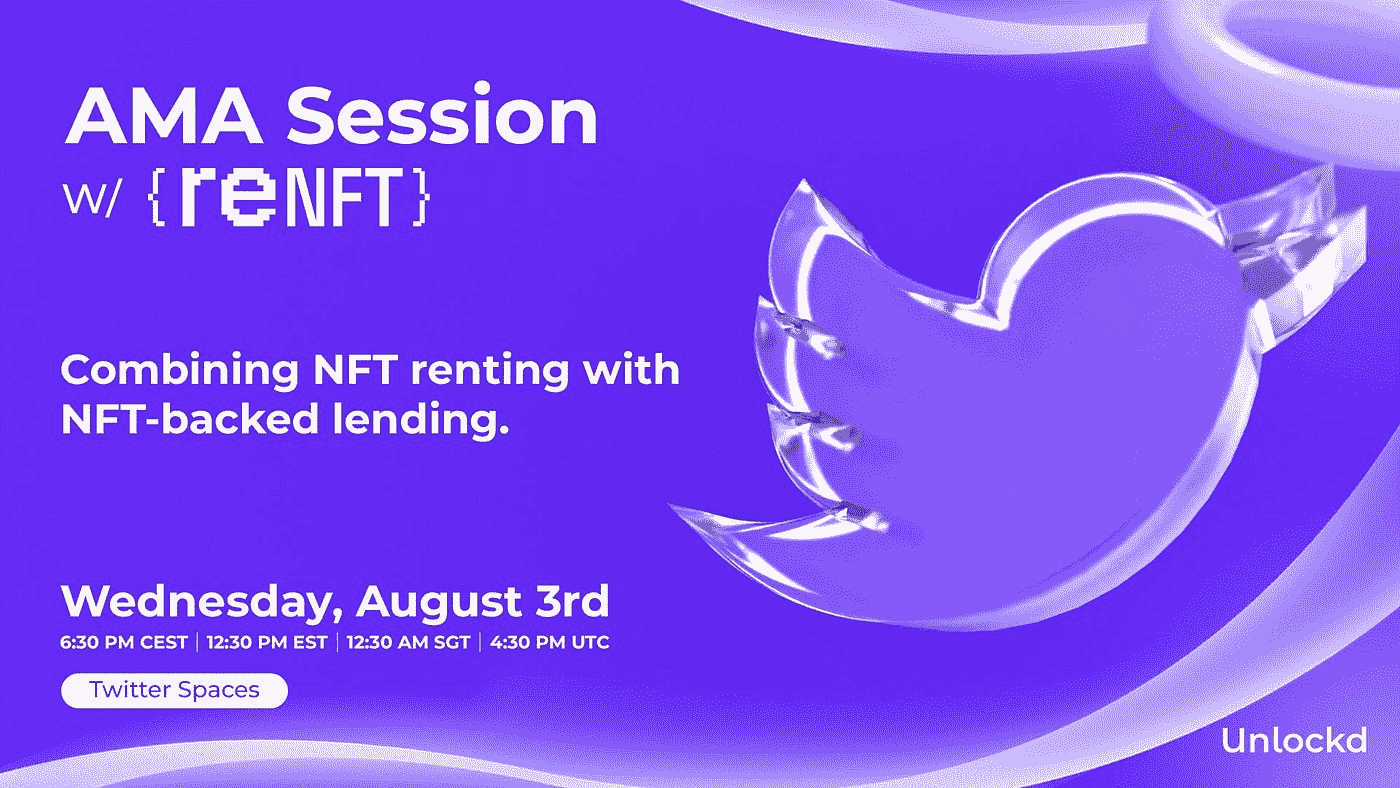 AMA Session
w/ {reNFT}
Combining NFT renting with
NFT-backed lending.
Wednesday, August 3rd
6:30 PM CEST | 12:30 PM EST | 12:30 AM SGT | 4:30 PM UTC
Twitter Spaces
Unlockd